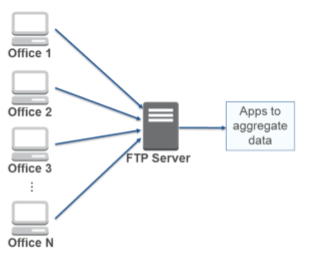 Office 1
Office 2
Office 3
⋮
Office N
FTP Server
Apps to
aggregate
data